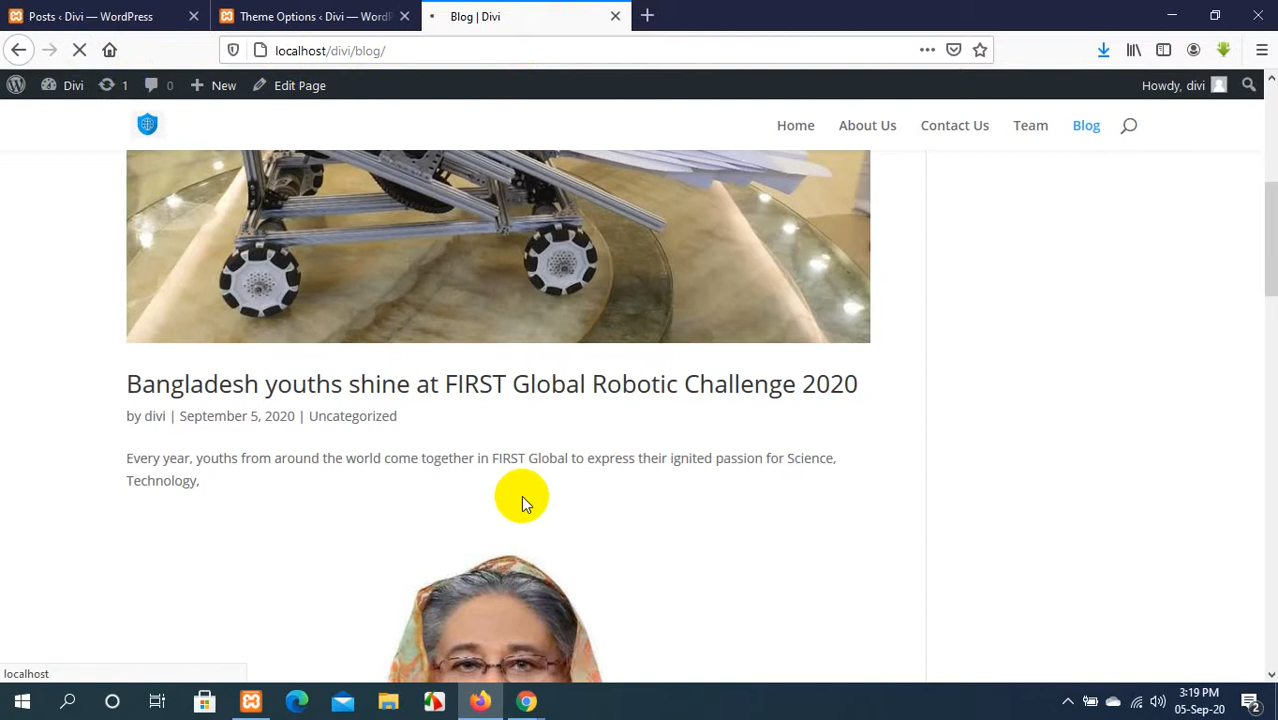 Posts ‹ Divi — WordPress
Theme Options ‹ Divi — WordP
Blog | Divi
localhost/divi/blog/
Divi
1
0
New
Edit Page
Howdy, divi
Home
About Us
Contact Us
Team
Blog
Bangladesh youths shine at FIRST Global Robotic Challenge 2020
by divi | September 5, 2020 | Uncategorized
Every year, youths from around the world come together in FIRST Global to express their ignited passion for Science,
Technology,
localhost
3:19 PM
05-Sep-20
2